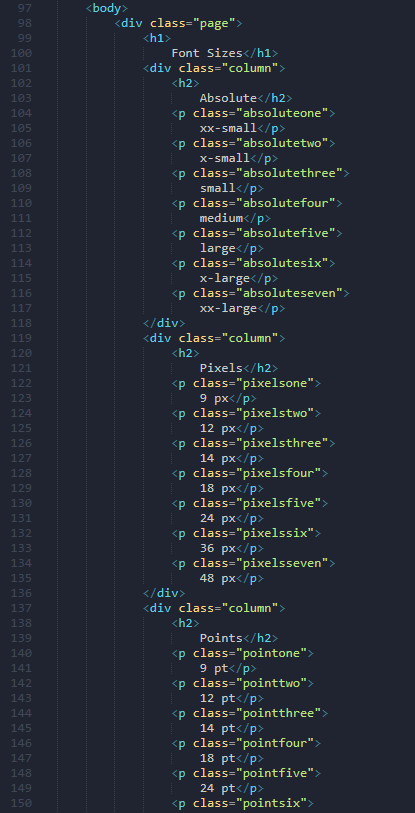 97 <body>
98 <div class="page">
99 <h1>
100 Font Sizes</h1>
101 <div class="column">
102 <h2>
103 Absolute</h2>
104 <p class="absoluteone">
105 xx-small</p>
106 <p class="absolutetwo">
107 x-small</p>
108 <p class="absolutethree">
109 small</p>
110 <p class="absolutefour">
111 medium</p>
112 <p class="absolutefive">
113 large</p>
114 <p class="absolutesix">
115 x-large</p>
116 <p class="absoluteseven">
117 xx-large</p>
118 </div>
119 <div class="column">
120 <h2>
121 Pixels</h2>
122 <p class="pixelsone">
123 9 px</p>
124 <p class="pixelstwo">
125 12 px</p>
126 <p class="pixelsthree">
127 14 px</p>
128 <p class="pixelsfour">
129 18 px</p>
130 <p class="pixelsfive">
131 24 px</p>
132 <p class="pixelssix">
133 36 px</p>
134 <p class="pixelsseven">
135 48 px</p>
136 </div>
137 <div class="column">
138 <h2>
139 Points</h2>
140 <p class="pointone">
141 9 pt</p>
142 <p class="pointtwo">
143 12 pt</p>
144 <p class="pointthree">
145 14 pt</p>
146 <p class="pointfour">
147 18 pt</p>
148 <p class="pointfive">
149 24 pt</p>
150 <p class="pointsix">